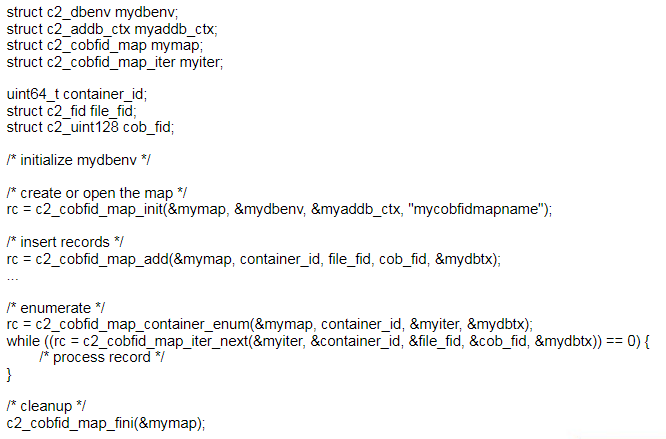 struct c2_dbenv mydbenv;
struct c2_addb_ctx myaddb_ctx;
struct c2_cobfid_map mymap;
struct c2_cobfid_map_iter myiter;
uint64_t container_id;
struct c2_fid file_fid;
struct c2_uint128 cob_fid;
/* initialize mydbenv */
/* create or open the map */
rc = c2_cobfid_map_init(&mymap, &mydbenv, &myaddb_ctx, "mycobfidmapname");
/* insert records */
rc = c2_cobfid_map_add(&mymap, container_id, file_fid, cob_fid, &mydbtx);
...
/* enumerate */
rc = c2_cobfid_map_container_enum(&mymap, container_id, &myiter, &mydbtx);
while ((rc = c2_cobfid_map_iter_next(&myiter, &container_id, &file_fid, &cob_fid, &mydbtx)) == 0) {
/* process record */
}
/* cleanup */
c2_cobfid_map_fini(&mymap);